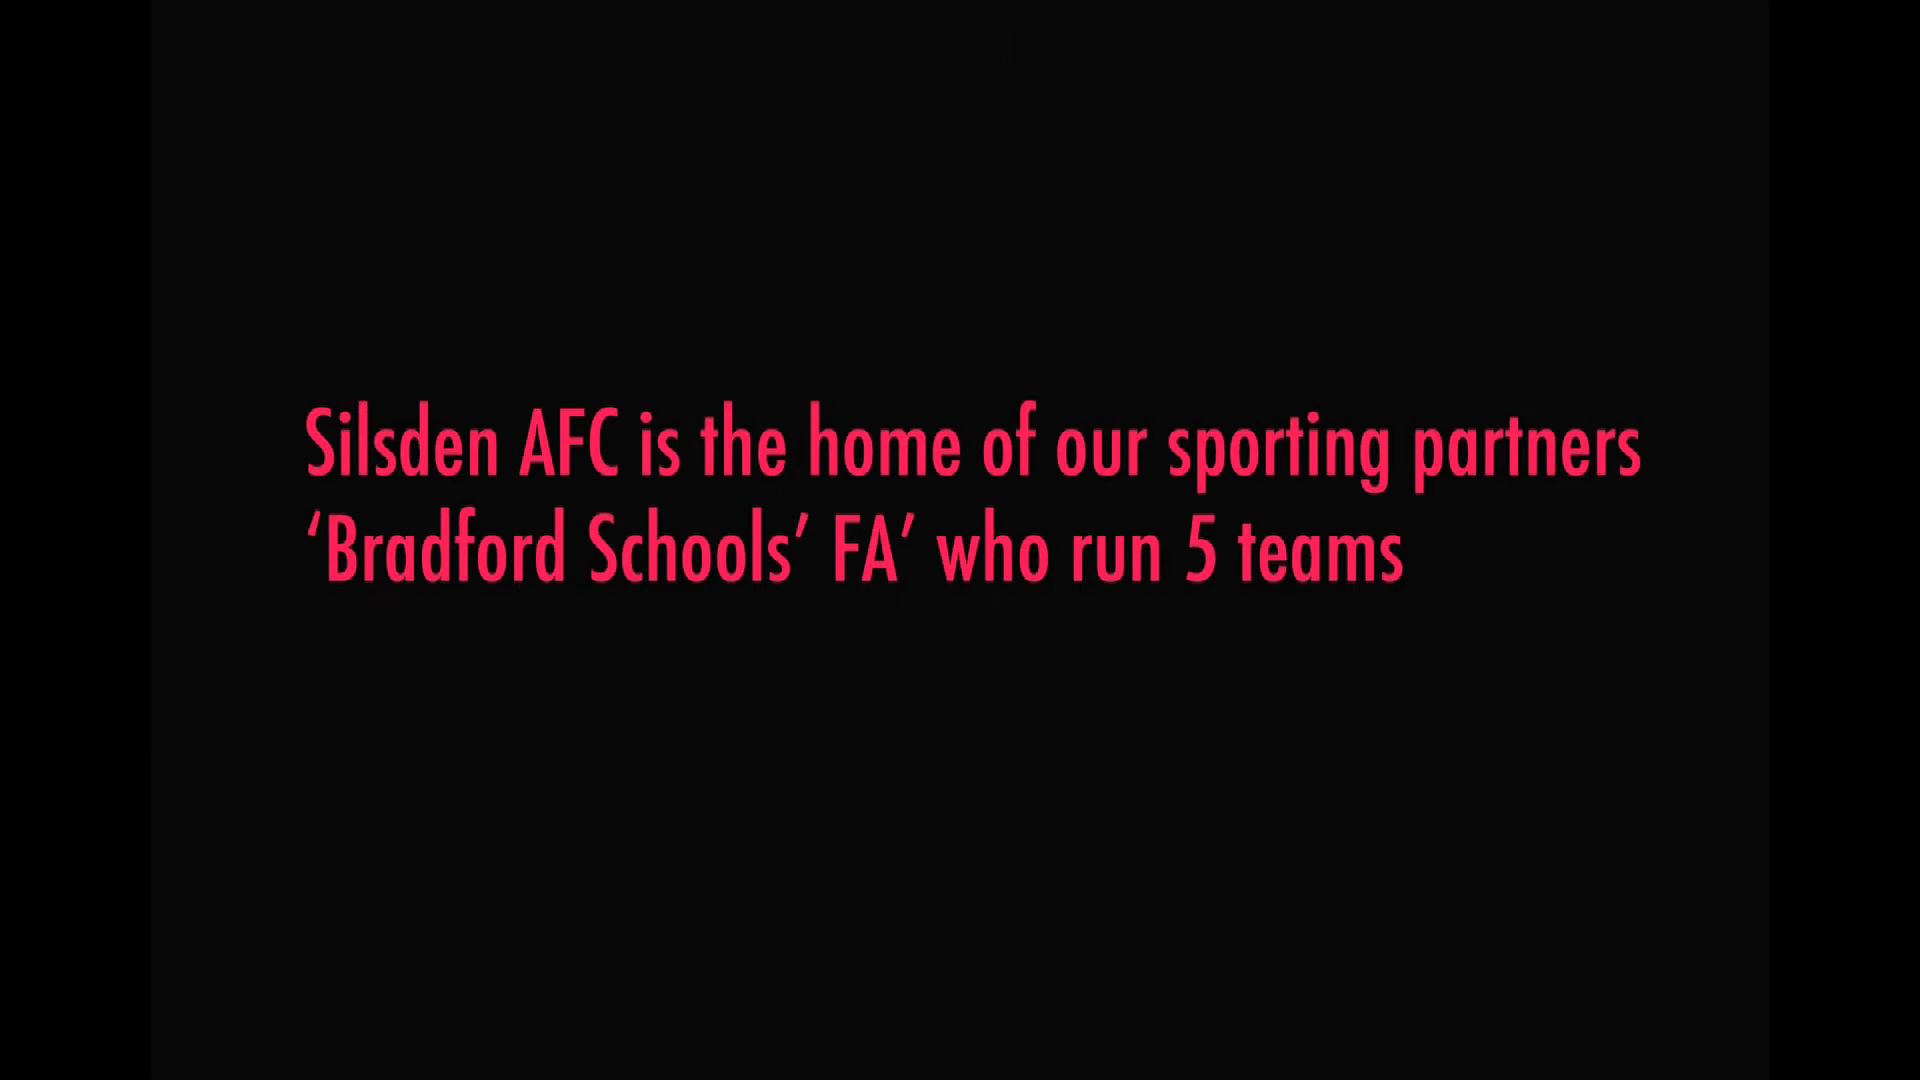 Silsden AFC is the home of our sporting partners
‘Bradford Schools’ FA’ who run 5 teams